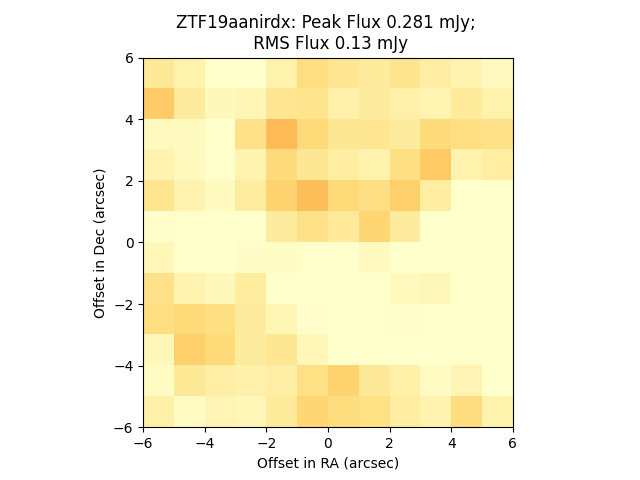 ZTF19aanirdx: Peak Flux 0.281 mJy;
RMS Flux 0.13 mJy
6
4
2
0
−2
−4
−6
Offset in Dec (arcsec)
−6 −4 −2 0 2 4 6
Offset in RA (arcsec)